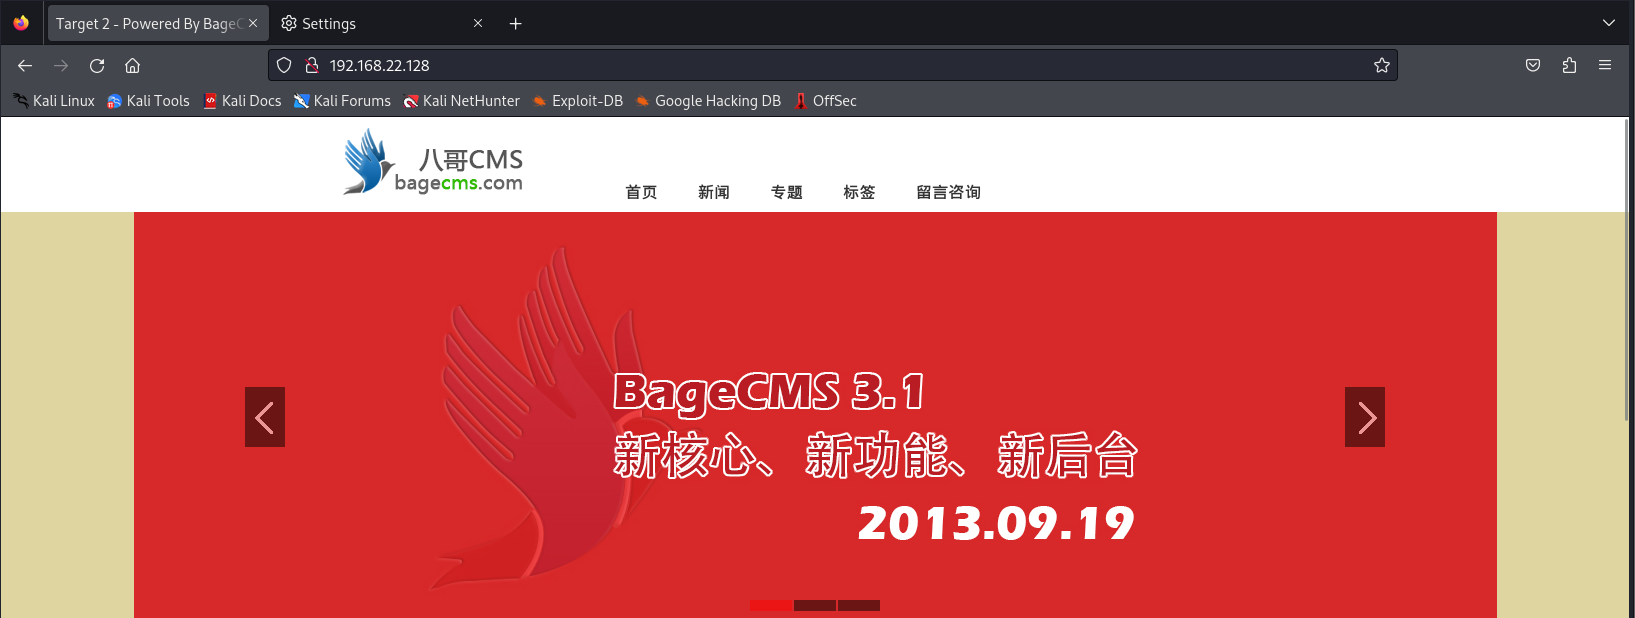 Target 2 - Powered By BageC
Settings
192.168.22.128
Kali Linux
Kali Tools
Kali Docs
Kali Forums
Kali NetHunter
Exploit-DB
Google Hacking DB
OffSec
八哥CMS
bagecms.com
首页
新闻
专题
标签
留言咨询
BageCMS 3.1
新核心、新功能、新后台
2013.09.19